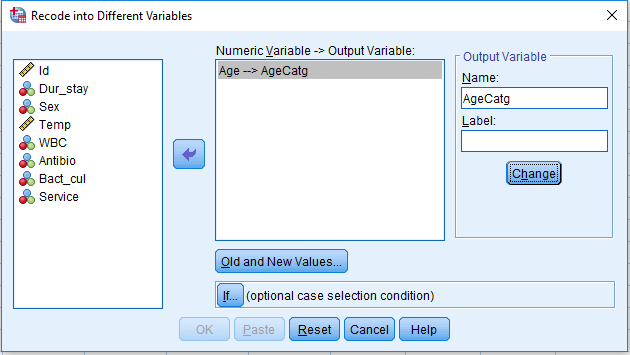 Recode into Different Variables
Numeric Variable -> Output Variable:
Id
Dur_stay
Sex
Temp
WBC
Antibio
Bact_cul
Service
Age --> AgeCatg
Output Variable
Name:
AgeCatg
Label:
Change
Old and New Values...
If... (optional case selection condition)
OK Paste Reset Cancel Help